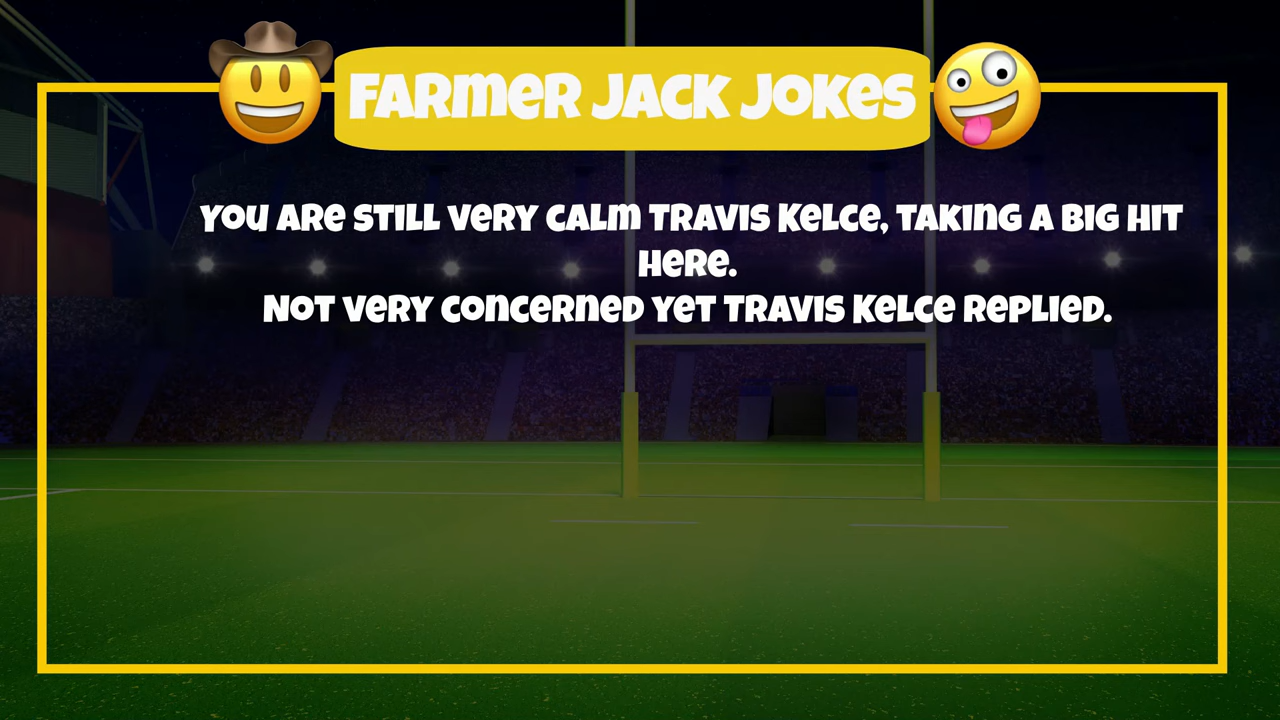 Farmer Jack Jokes
You are still very calm Travis Kelce, taking a big hit
here.
Not very concerned yet Travis Kelce replied.